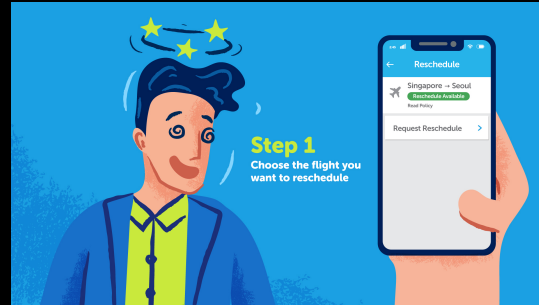 Step 1
Choose the flight you
want to reschedule
Reschedule
Singapore → Seoul
Reschedule Available
Read Policy
Request Reschedule